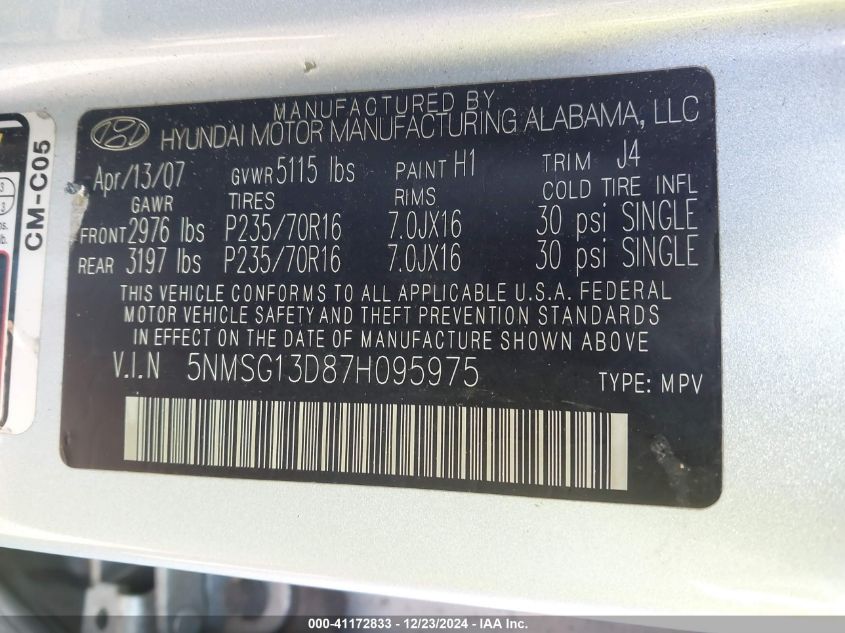 MANUFACTURED BY
HYUNDAI MOTOR MANUFACTURING ALABAMA, LLC
Apr/13/07 GVWR 5115 lbs PAINT H1 TRIM J4
GAWR TIRES RIMS COLD TIRE INFL
FRONT 2976 lbs P235/70R16 7.0JX16 30 psi SINGLE
REAR 3197 lbs P235/70R16 7.0JX16 30 psi SINGLE
THIS VEHICLE CONFORMS TO ALL APPLICABLE U.S.A. FEDERAL
MOTOR VEHICLE SAFETY AND THEFT PREVENTION STANDARDS
IN EFFECT ON THE DATE OF MANUFACTURE SHOWN ABOVE.
V.I.N 5NMSG13D87H095975 TYPE: MPV
CM-C05
000-41172833 - 12/23/2024 - IAA Inc.